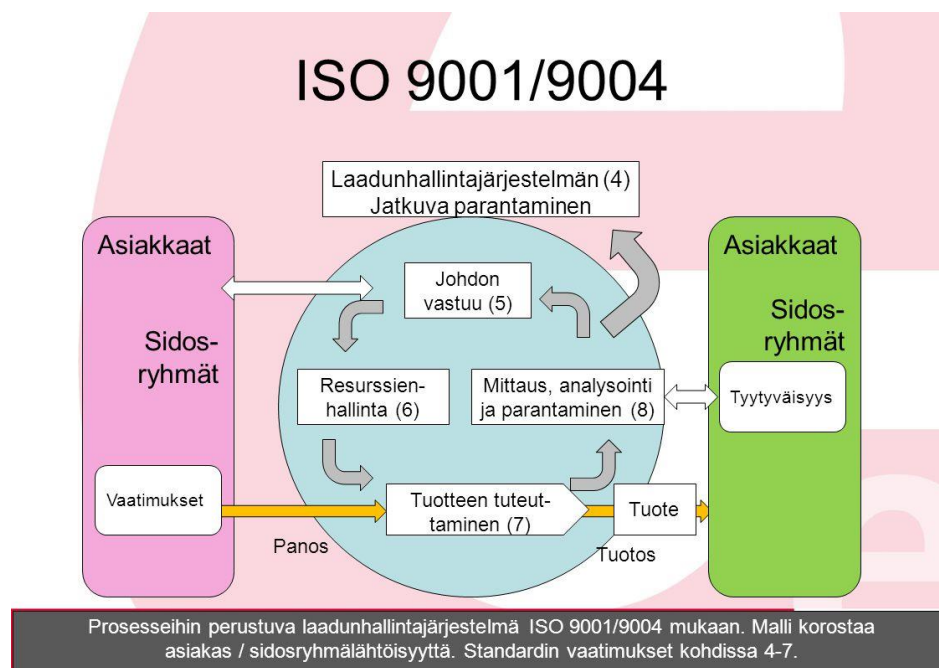 ISO 9001/9004
Laadunhallintajärjestelmän (4)
Jatkuva parantaminen
Asiakkaat
Sidos-
ryhmät
Vaatimukset
Johdon
vastuu (5)
Resurssien-
hallinta (6)
Mittaus, analysointi
ja parantaminen (8)
Tuotteen tuteut-
taminen (7)
Tuote
Panos
Tuotos
Asiakkaat
Sidos-
ryhmät
Tyytyväisyys
Prosesseihin perustuva laadunhallintajärjestelmä ISO 9001/9004 mukaan. Malli korostaa
asiakas / sidosryhmälähtöisyyttä. Standardin vaatimukset kohdissa 4-7.